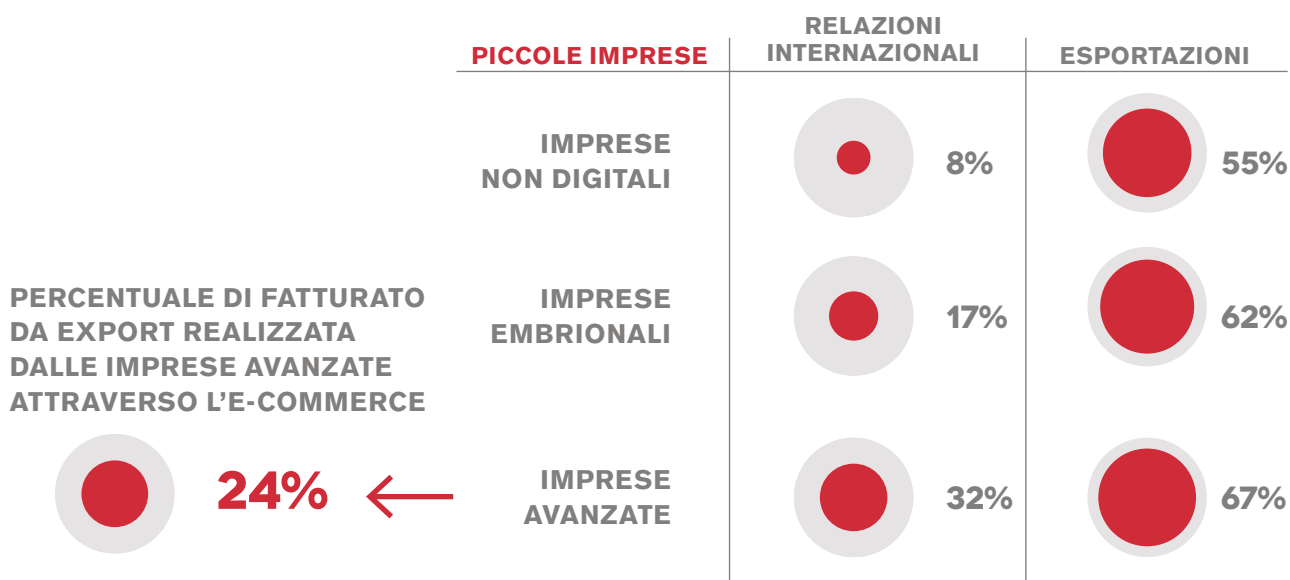 PICCOLE IMPRESE
RELAZIONI
INTERNAZIONALI
ESPORTAZIONI
IMPRESE
NON DIGITALI
8%
55%
IMPRESE
EMBRIONALI
17%
62%
PERCENTUALE DI FATTURATO
DA EXPORT REALIZZATA
DALLE IMPRESE AVANZATE
ATTRAVERSO L'E-COMMERCE
24%
IMPRESE
AVANZATE
32%
67%